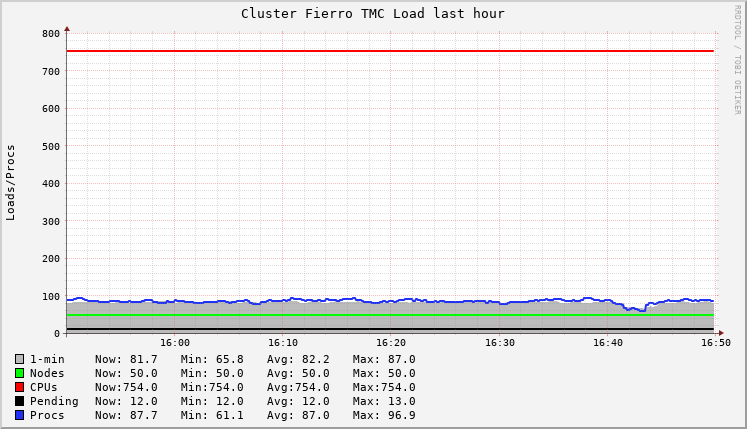 Cluster Fierro TMC Load last hour
RRDTOOL / TOBI OETIKER
Loads/Procs
800
700
600
500
400
300
200
100
0
16:00 16:10 16:20 16:30 16:40 16:50
1-min Now: 81.7 Min: 65.8 Avg: 82.2 Max: 87.0
Nodes Now: 50.0 Min: 50.0 Avg: 50.0 Max: 50.0
CPUs Now:754.0 Min:754.0 Avg:754.0 Max:754.0
Pending Now: 12.0 Min: 12.0 Avg: 12.0 Max: 13.0
Procs Now: 87.7 Min: 61.1 Avg: 87.0 Max: 96.9